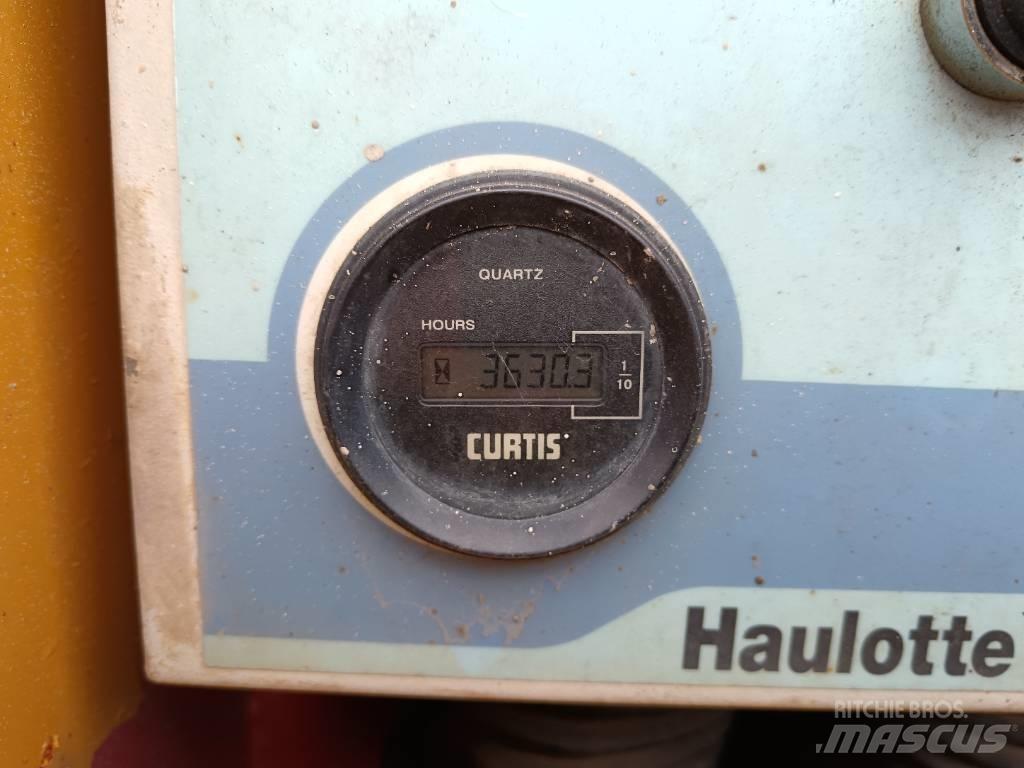 QUARTZ
HOURS
3630.3
1
10
CURTIS
Haulotte
RITCHIE BROS.
MASCUS